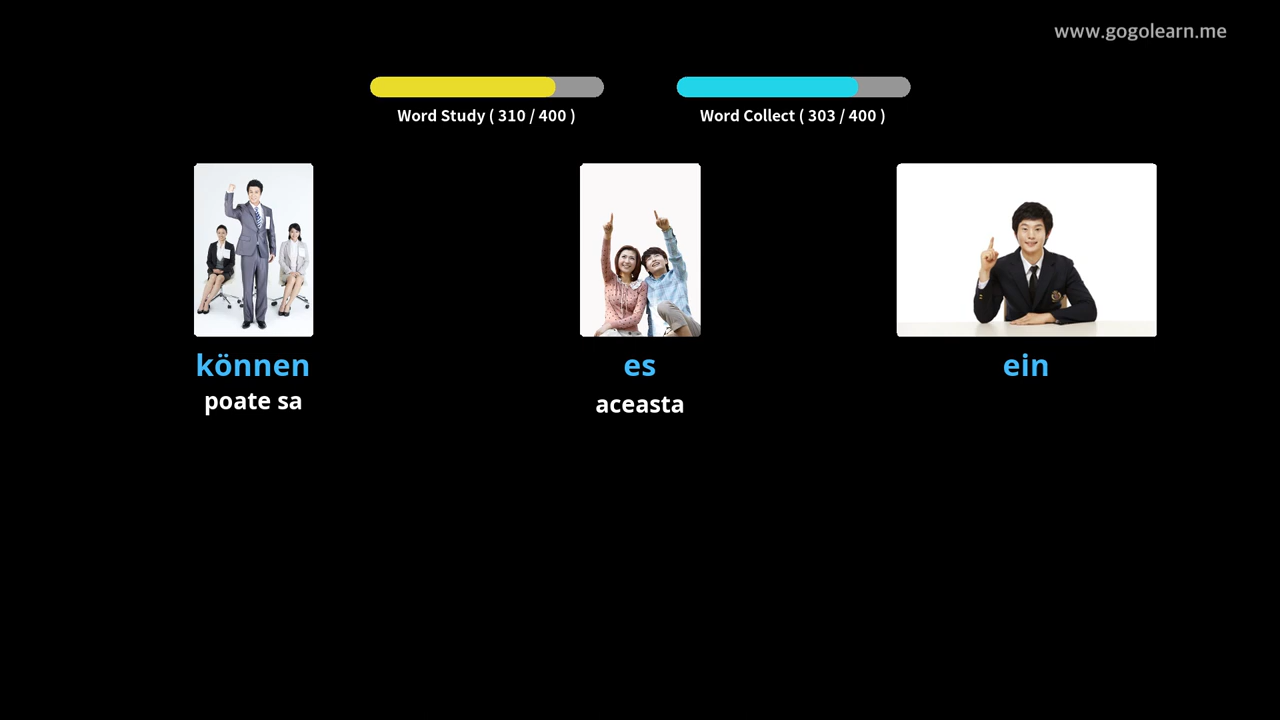 www.gogolearn.me
Word Study ( 310 / 400 )
Word Collect ( 303 / 400 )
können
es
ein
poate sa
aceasta